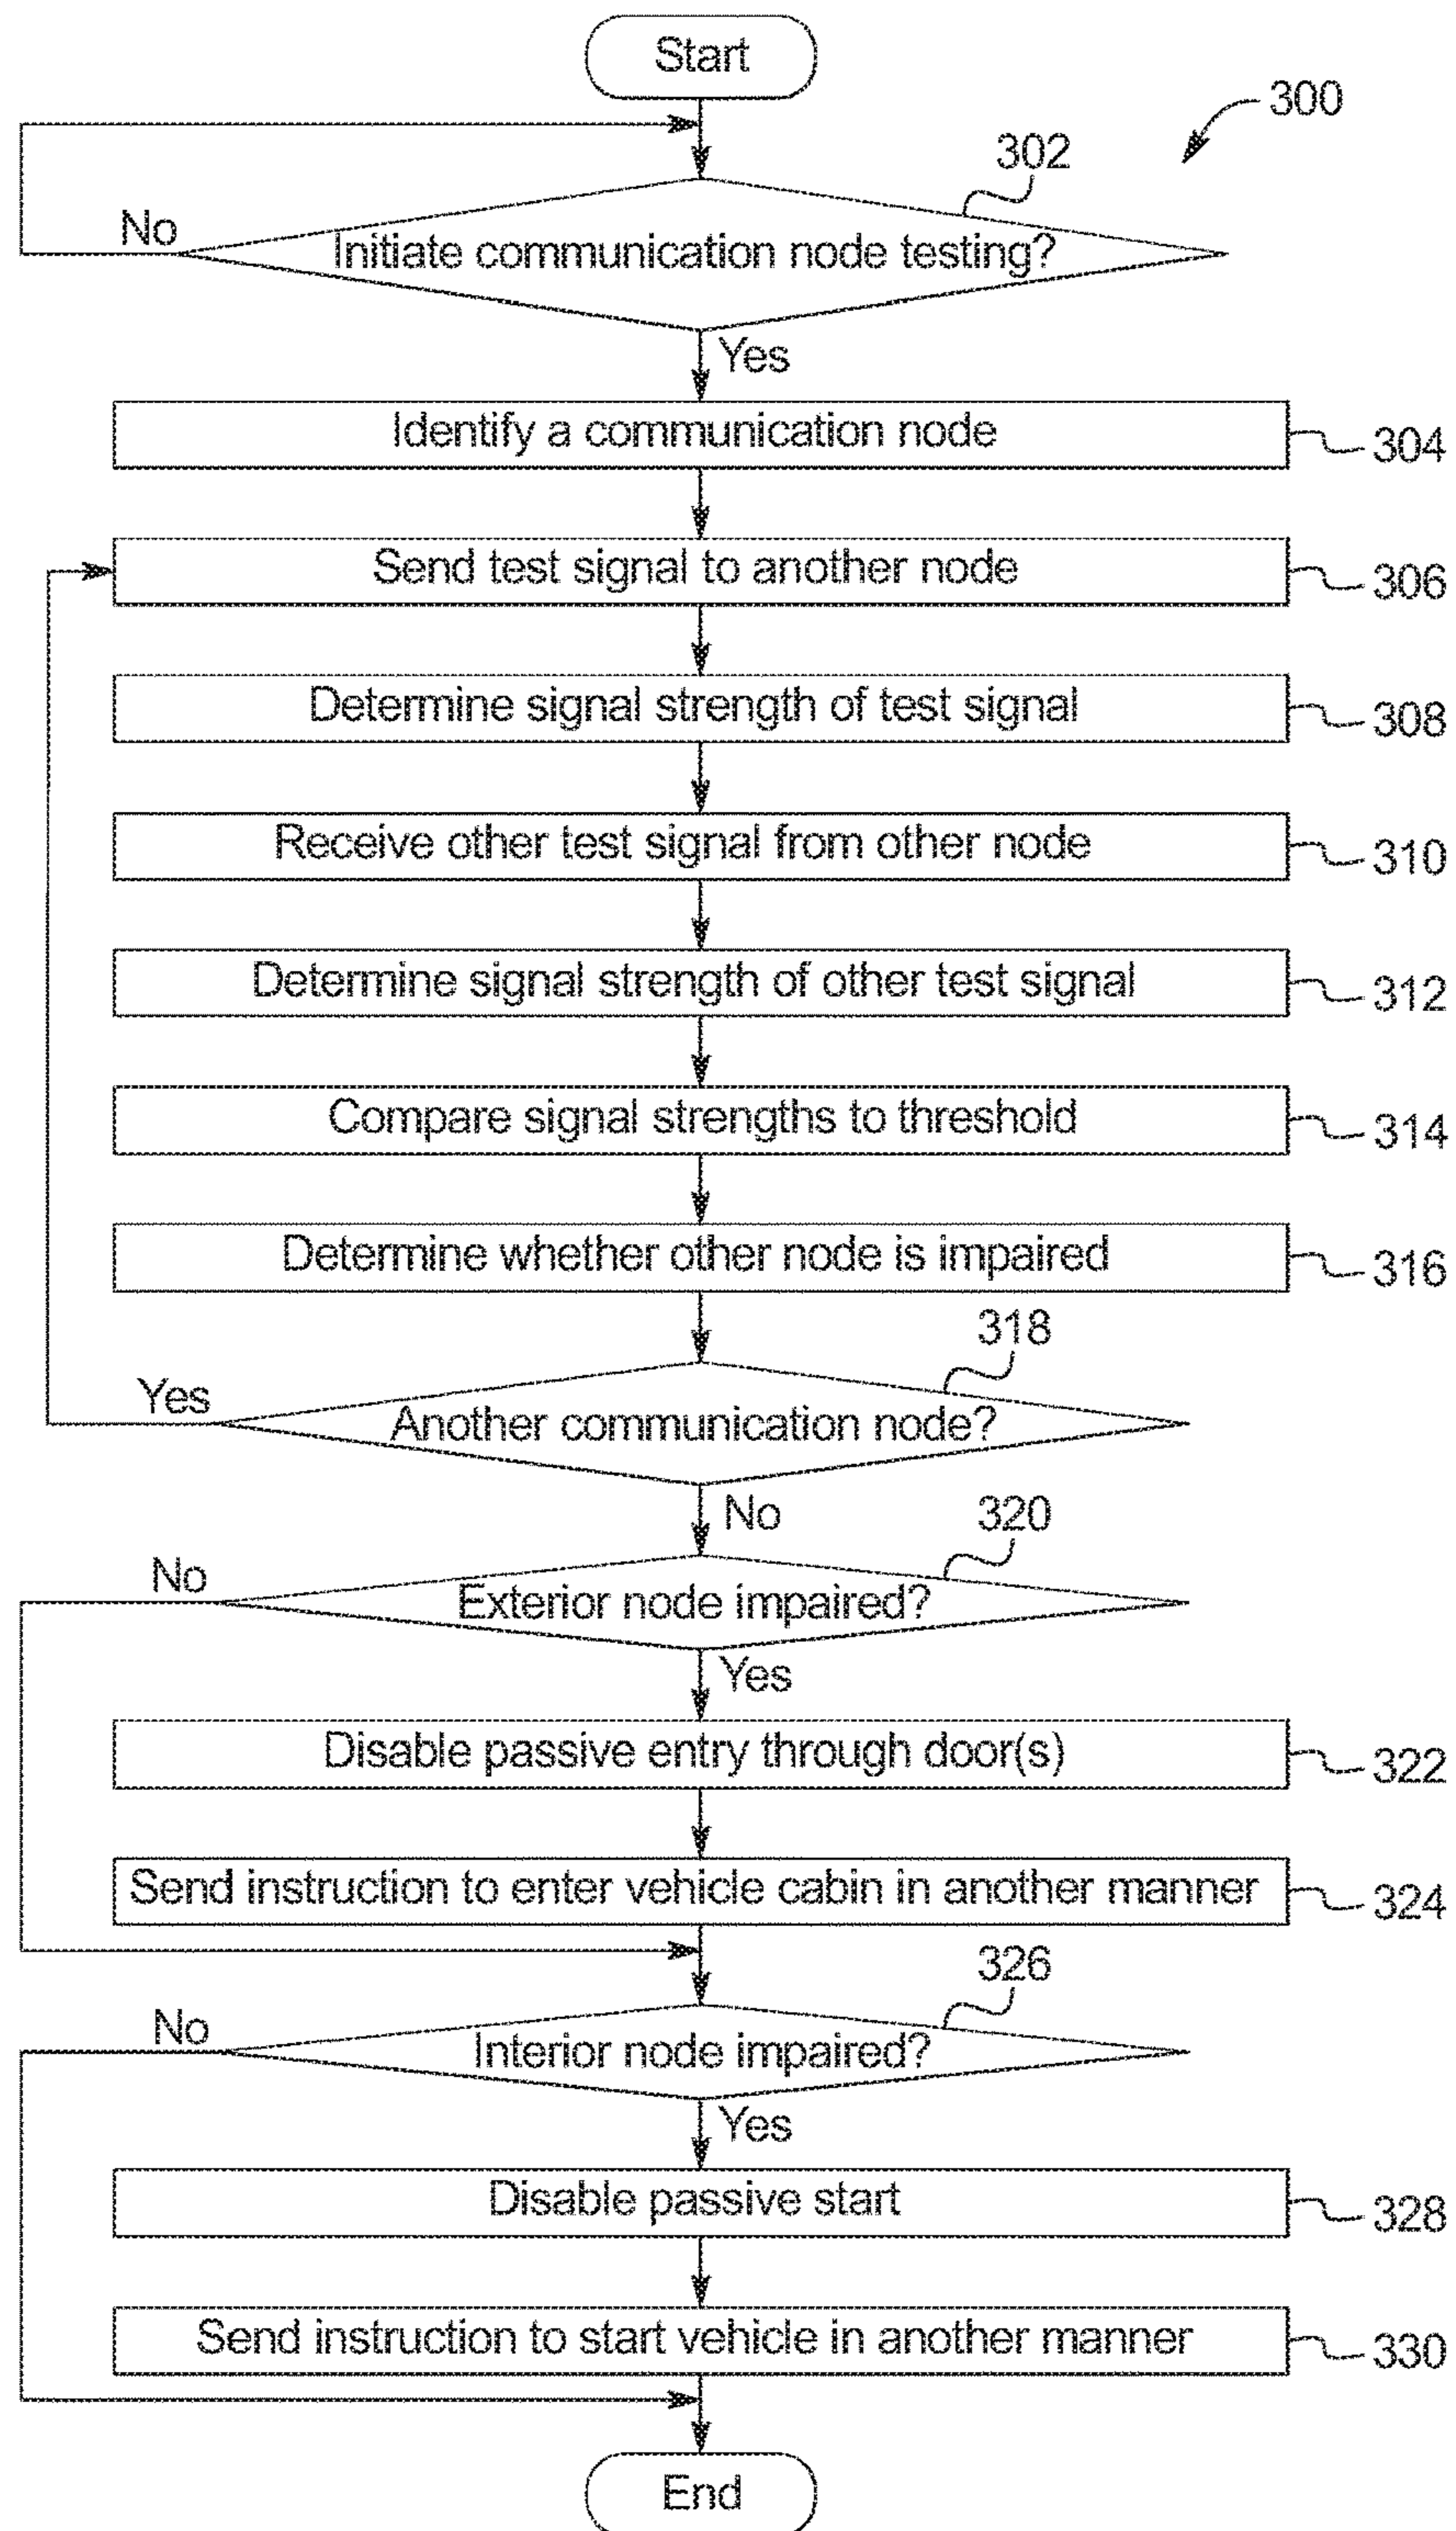 Start
300
302
No
Initiate communication node testing?
Yes
Identify a communication node
304
Send test signal to another node
306
Determine signal strength of test signal
308
Receive other test signal from other node
310
Determine signal strength of other test signal
312
Compare signal strengths to threshold
314
Determine whether other node is impaired
316
318
Yes
Another communication node?
No
320
No
Exterior node impaired?
Yes
Disable passive entry through door(s)
322
Send instruction to enter vehicle cabin in another manner
324
326
No
Interior node impaired?
Yes
Disable passive start
328
Send instruction to start vehicle in another manner
330
End